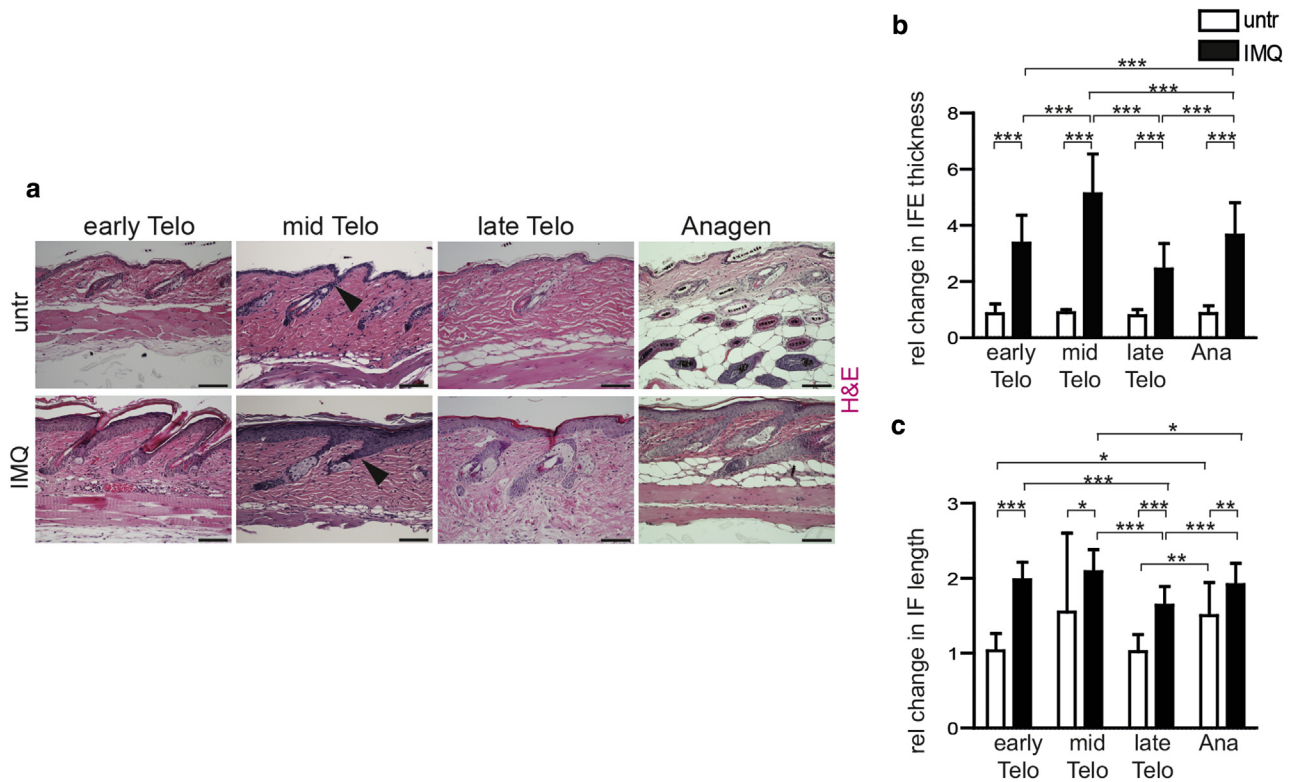 a
early Telo mid Telo late Telo Anagen
untr
IMQ
H&E
b
untr
IMQ
***
***
*** *** ***
*** *** *** ***
rel change in IFE thickness
8
6
4
2
0
early Telo
mid Telo
late Telo
Ana
c
*
*
***
*** * *** **
*** ***
**
rel change in IF length
3
2
1
0
early Telo
mid Telo
late Telo
Ana